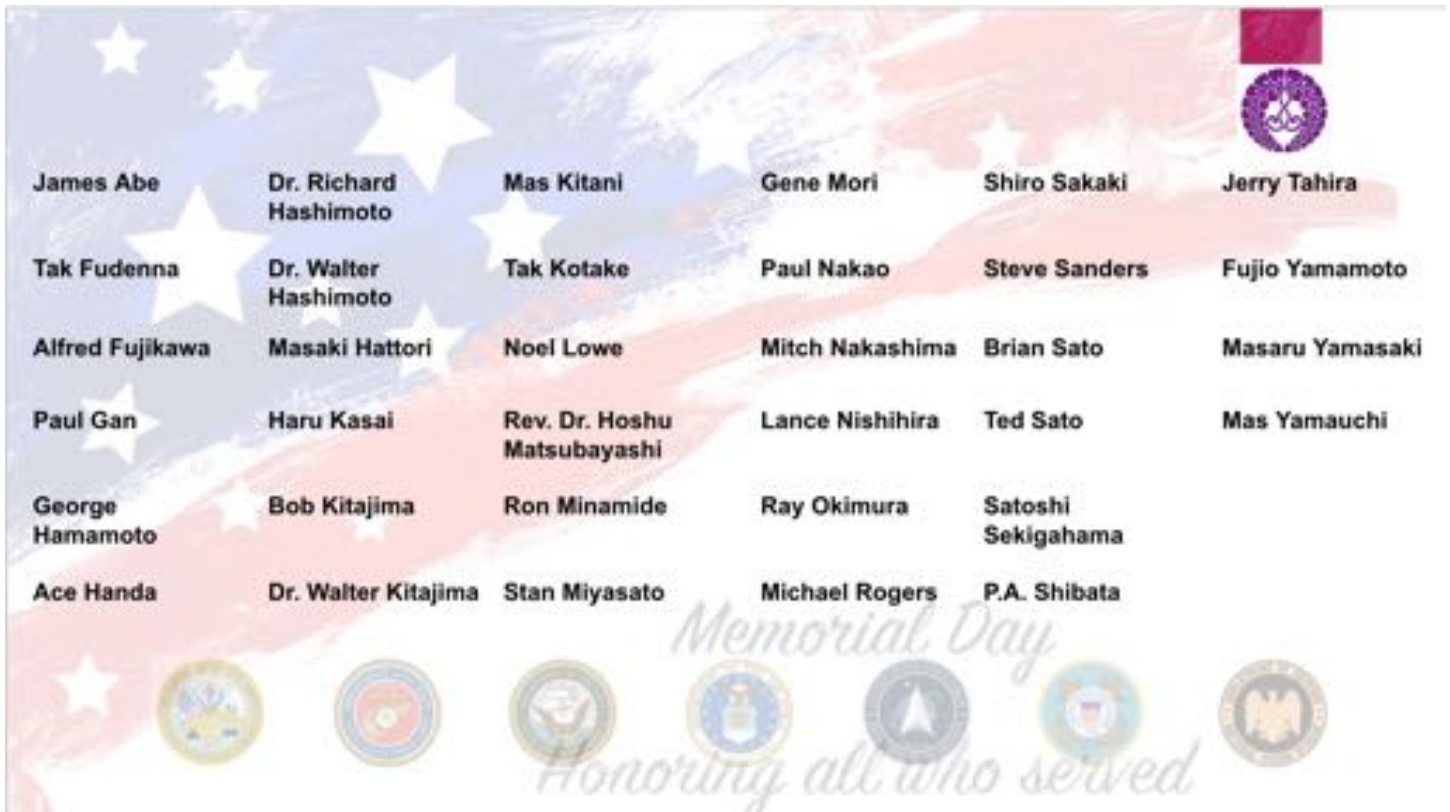 James Abe
Dr. Richard
Hashimoto
Mas Kitani
Gene Mori
Shiro Sakaki
Jerry Tahira
Tak Fudenna
Dr. Walter
Hashimoto
Tak Kotake
Paul Nakao
Steve Sanders
Fujio Yamamoto
Alfred Fujikawa
Masaki Hattori
Noel Lowe
Mitch Nakashima
Brian Sato
Masaru Yamasaki
Paul Gan
Haru Kasai
Rev. Dr. Hoshu
Matsubayashi
Lance Nishihira
Ted Sato
Mas Yamauchi
George
Hamamoto
Bob Kitajima
Ron Minamide
Ray Okimura
Satoshi
Sekigahama
Ace Handa
Dr. Walter Kitajima
Stan Miyasato
Michael Rogers
P.A. Shibata
Memorial Day
Honoring all who served